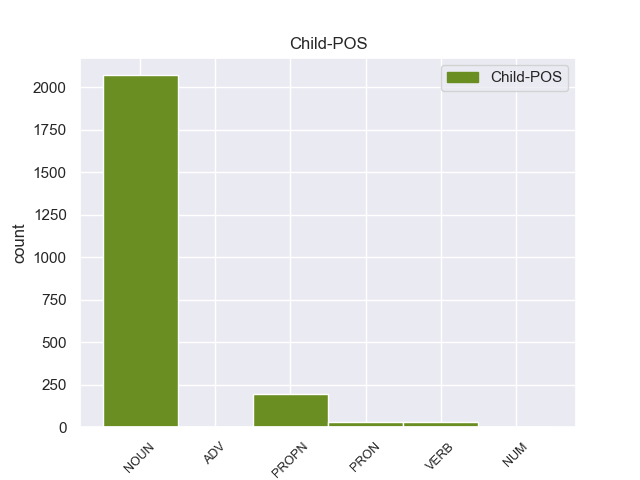 Child-POS
Child-POS
2000
1750
1500
1250
1000
750
500
250
0
count
NOUN
ADV
PROPN
PRON
VERB
NUM